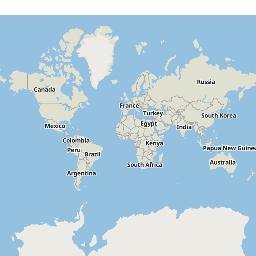 Russia
Canada
France
Turkey
South Korea
Mexico
Egypt
India
Colombia
Kenya
Papua New Guine
Peru
Brazil
Australia
South Africa
Argentina